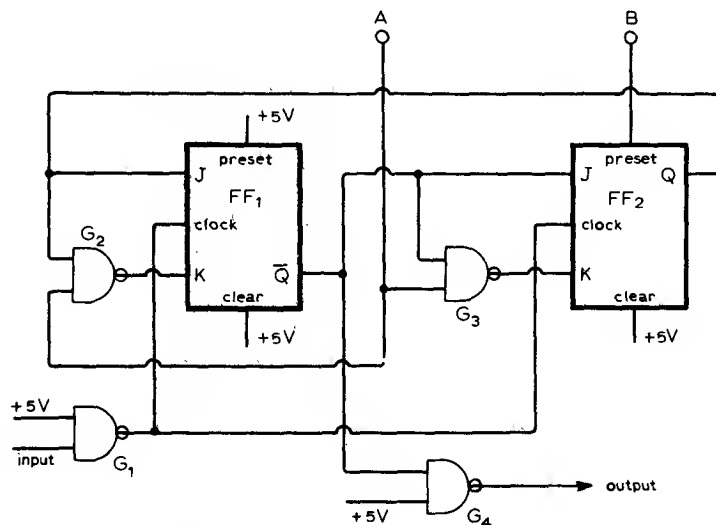 A
B
+5V
preset
J
FF1
clock
K
Q̅
clear
+5V
G2
preset
J
Q
FF2
clock
K
clear
+5V
G3
+5V
input
G1
+5V
G4
output